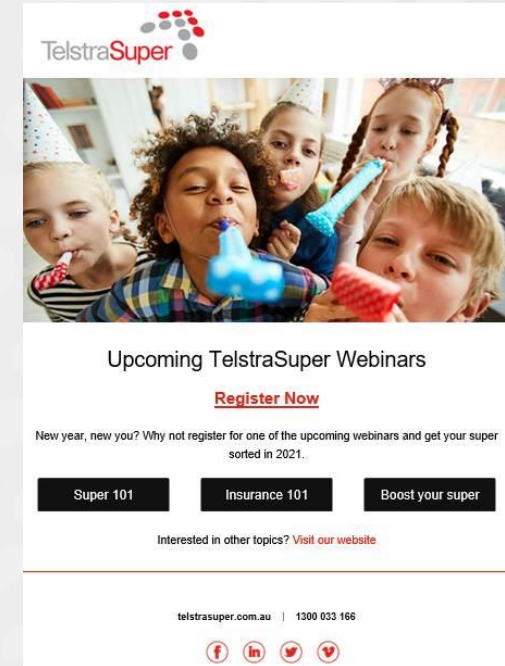 TelstraSuper
Upcoming TelstraSuper Webinars
Register Now
New year, new you? Why not register for one of the upcoming webinars and get your super
sorted in 2021.
Super 101
Insurance 101
Boost your super
Interested in other topics? Visit our website
telstrasuper.com.au | 1300 033 166